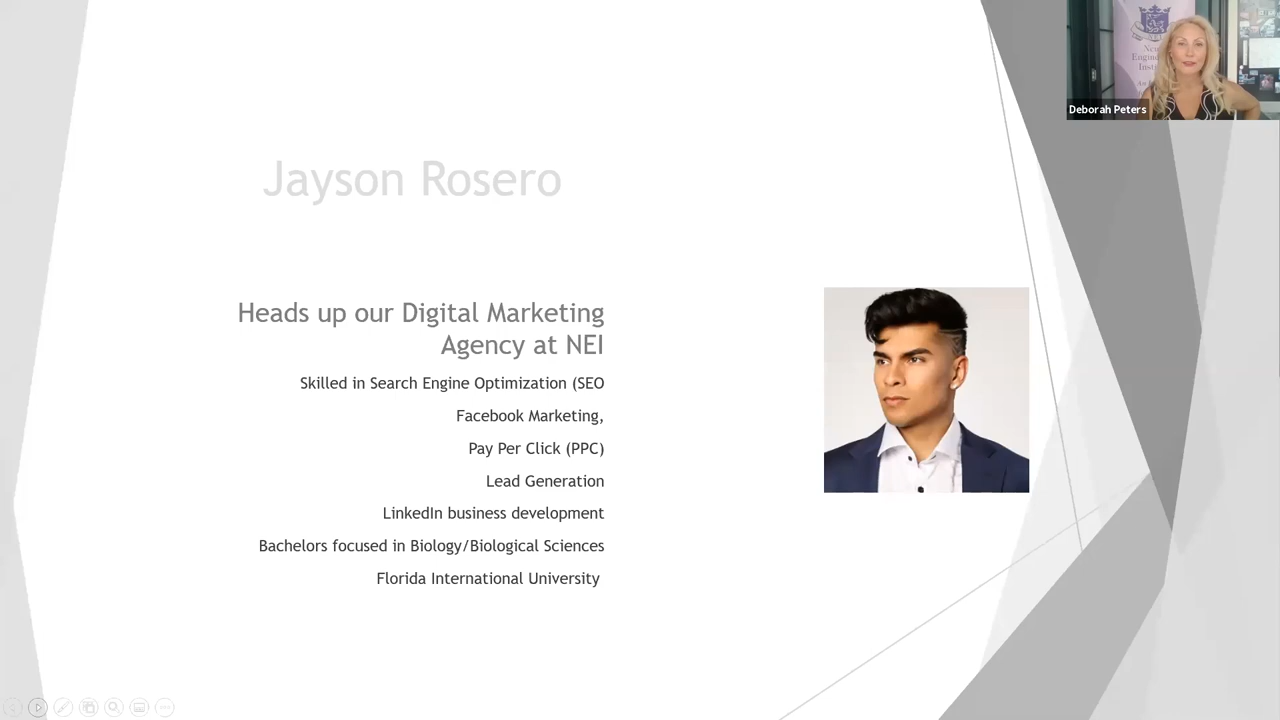 Jayson Rosero
Heads up our Digital Marketing
Agency at NEI
Skilled in Search Engine Optimization (SEO
Facebook Marketing,
Pay Per Click (PPC)
Lead Generation
LinkedIn business development
Bachelors focused in Biology/Biological Sciences
Florida International University
Deborah Peters